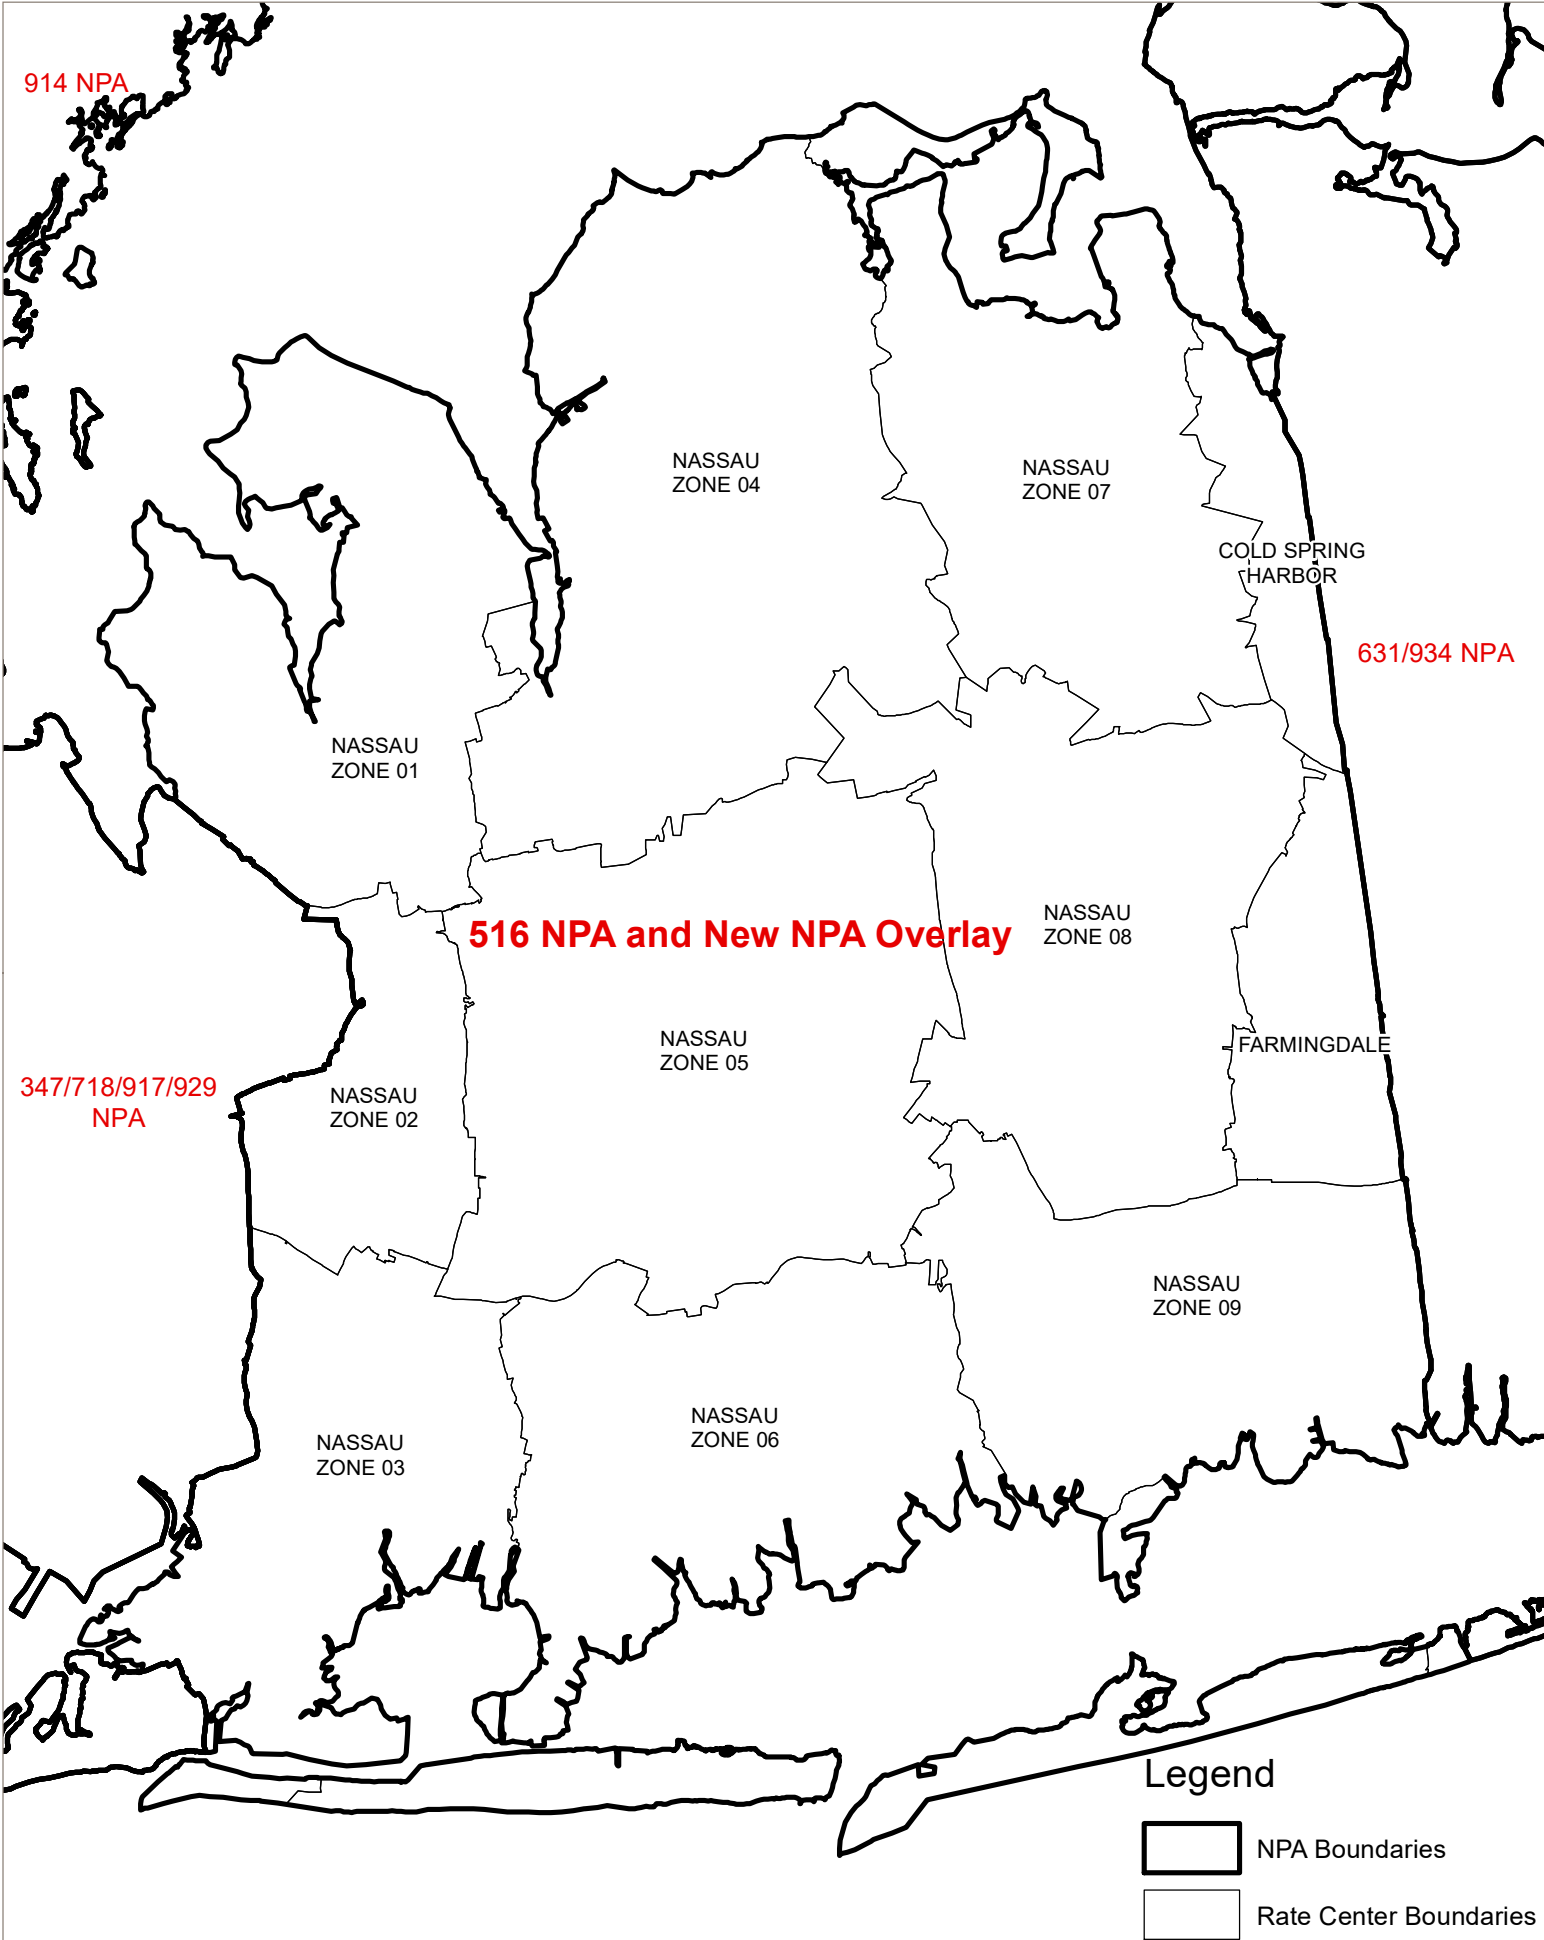 914 NPA
NASSAU
ZONE 04
NASSAU
ZONE 07
COLD SPRING
HARBOR
631/934 NPA
NASSAU
ZONE 01
516 NPA and New NPA Overlay
NASSAU
ZONE 08
NASSAU
ZONE 05
FARMINGDALE
347/718/917/929
NPA
NASSAU
ZONE 02
NASSAU
ZONE 09
NASSAU
ZONE 06
NASSAU
ZONE 03
Legend
NPA Boundaries
Rate Center Boundaries